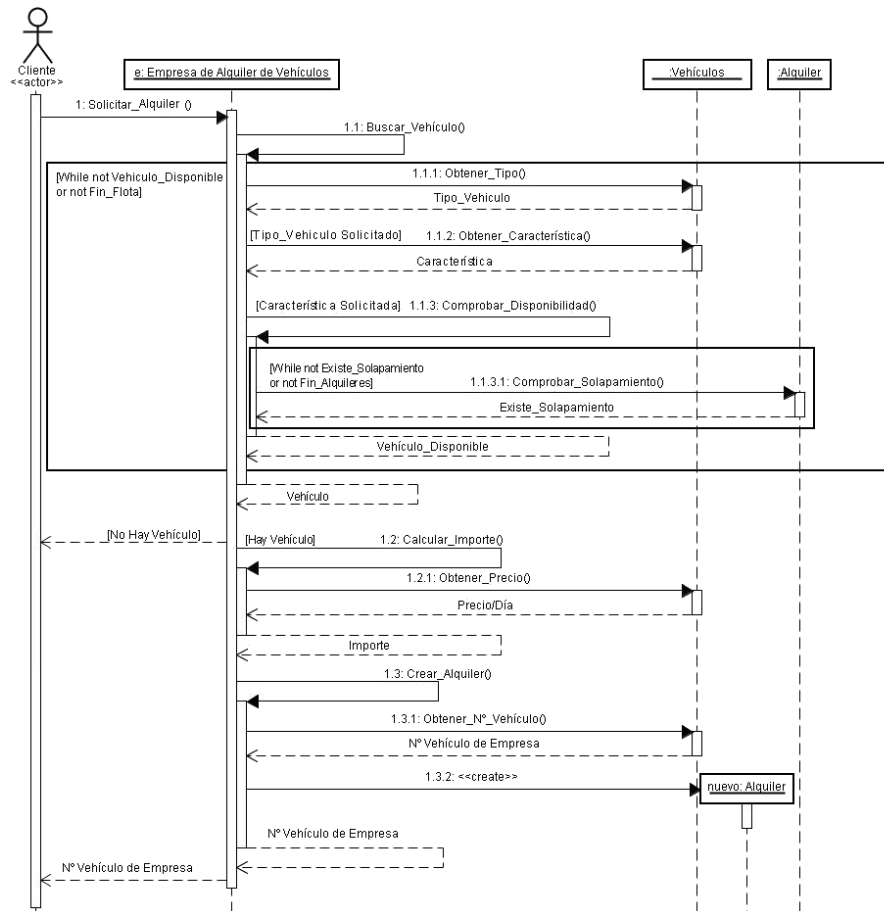 Cliente
<<actor>>
e: Empresa de Alquiler de Vehículos
:Vehículos
:Alquiler
1: Solicitar_Alquiler ()
1.1: Buscar_Vehículo()
[While not Vehiculo_Disponible
or not Fin_Flota]
1.1.1: Obtener_Tipo()
Tipo_Vehiculo
[Tipo_Vehiculo Solicitado]
1.1.2: Obtener_Característica()
Característica
[Característica Solicitada]
1.1.3: Comprobar_Disponibilidad()
[While not Existe_Solapamiento
or not Fin_Alquileres]
1.1.3.1: Comprobar_Solapamiento()
Existe_Solapamiento
Vehículo_Disponible
Vehículo
[No Hay Vehículo]
[Hay Vehículo]
1.2: Calcular_Importe()
1.2.1: Obtener_Precio()
Precio/Día
Importe
1.3: Crear_Alquiler()
1.3.1: Obtener_Nº_Vehículo()
Nº Vehículo de Empresa
1.3.2: <<create>>
nuevo: Alquiler
Nº Vehículo de Empresa
Nº Vehículo de Empresa